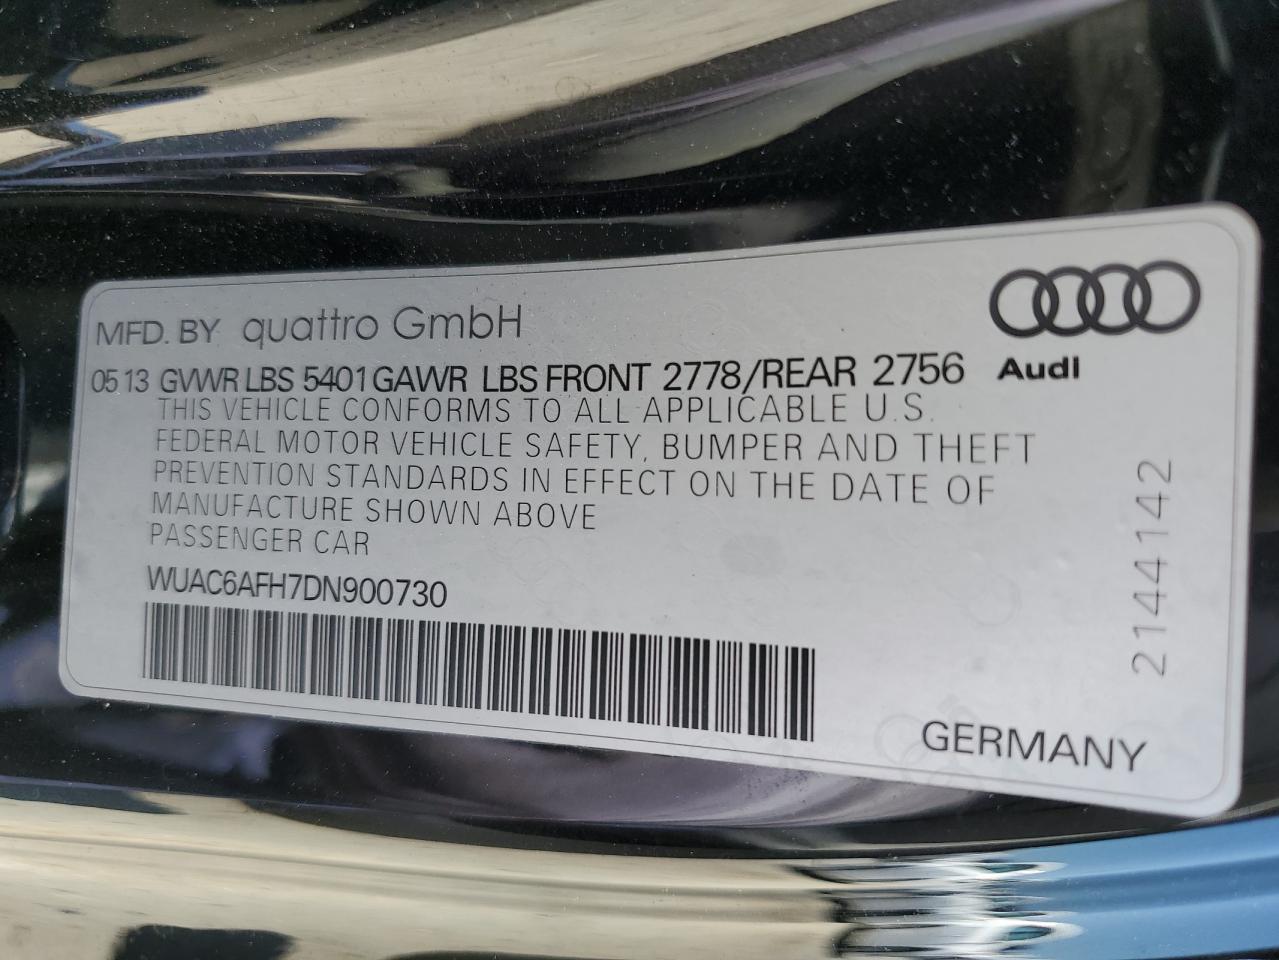 MFD. BY quattro GmbH
Audi
05 13 GVWR LBS 5401 GAWR LBS FRONT 2778/REAR 2756
THIS VEHICLE CONFORMS TO ALL APPLICABLE U.S.
FEDERAL MOTOR VEHICLE SAFETY, BUMPER AND THEFT
PREVENTION STANDARDS IN EFFECT ON THE DATE OF
MANUFACTURE SHOWN ABOVE
PASSENGER CAR
WUAC6AFH7DN900730
2144142
GERMANY